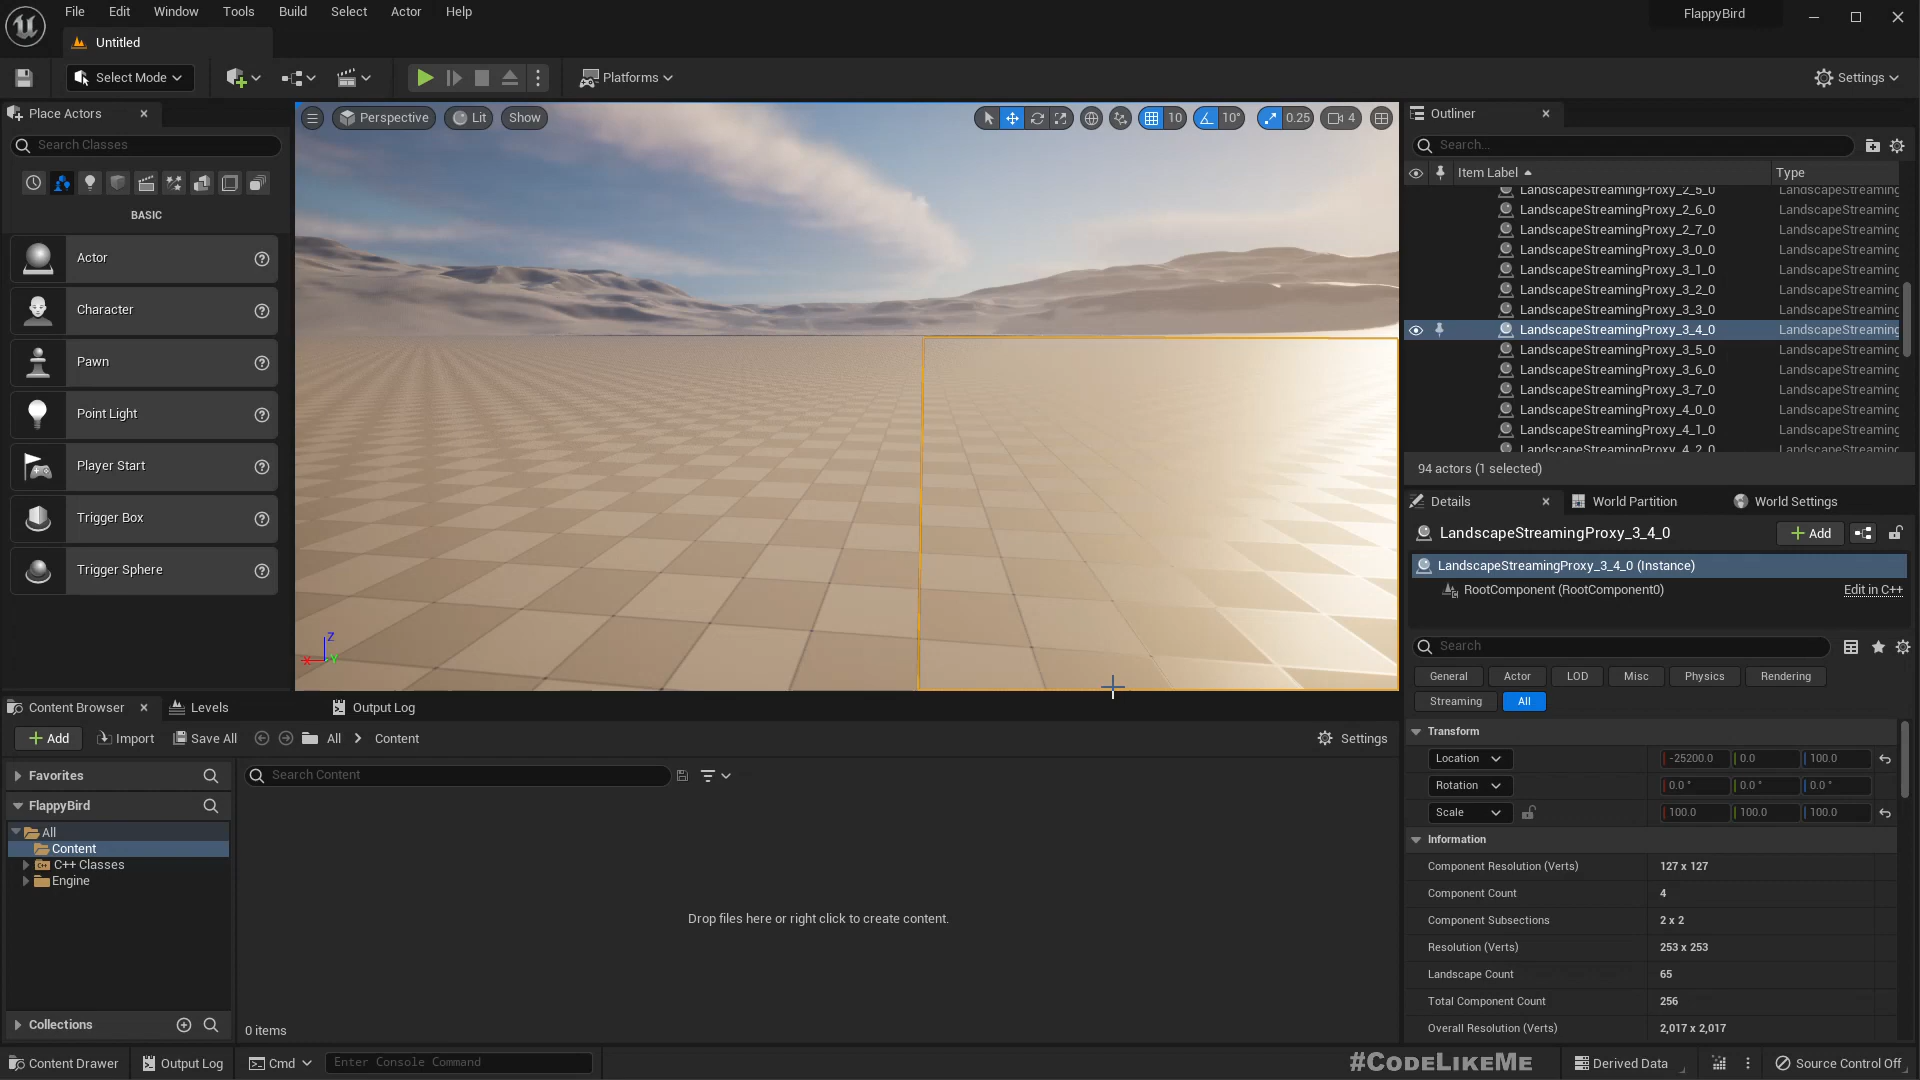 File Edit Window Tools Build Select Actor Help
FlappyBird
Untitled
Select Mode
Platforms
Settings
Place Actors
Search Classes
BASIC
Actor
Character
Pawn
Point Light
Player Start
Trigger Box
Trigger Sphere
Perspective Lit Show
10 10° 0.25 4
Z
X
Y
Outliner
Search...
Item Label Type
LandscapeStreamingProxy_2_5_0 LandscapeStreaming
LandscapeStreamingProxy_2_6_0 LandscapeStreaming
LandscapeStreamingProxy_2_7_0 LandscapeStreaming
LandscapeStreamingProxy_3_0_0 LandscapeStreaming
LandscapeStreamingProxy_3_1_0 LandscapeStreaming
LandscapeStreamingProxy_3_2_0 LandscapeStreaming
LandscapeStreamingProxy_3_3_0 LandscapeStreaming
LandscapeStreamingProxy_3_4_0 LandscapeStreaming
LandscapeStreamingProxy_3_5_0 LandscapeStreaming
LandscapeStreamingProxy_3_6_0 LandscapeStreaming
LandscapeStreamingProxy_3_7_0 LandscapeStreaming
LandscapeStreamingProxy_4_0_0 LandscapeStreaming
LandscapeStreamingProxy_4_1_0 LandscapeStreaming
LandscapeStreamingProxy_4_2_0 LandscapeStreaming
94 actors (1 selected)
Details World Partition World Settings
LandscapeStreamingProxy_3_4_0
Add
LandscapeStreamingProxy_3_4_0 (Instance)
RootComponent (RootComponent0) Edit in C++
Search
General Actor LOD Misc Physics Rendering
Streaming All
Transform
Location -25200.0 0.0 100.0
Rotation 0.0 ° 0.0 ° 0.0 °
Scale 100.0 100.0 100.0
Information
Component Resolution (Verts) 127 x 127
Component Count 4
Component Subsections 2 x 2
Resolution (Verts) 253 x 253
Landscape Count 65
Total Component Count 256
Overall Resolution (Verts) 2,017 x 2,017
Content Browser Levels Output Log
Add Import Save All All Content Settings
Favorites
FlappyBird
All
Content
C++ Classes
Engine
Collections
Search Content
Drop files here or right click to create content.
0 items
Content Drawer Output Log Cmd Enter Console Command
#CODELIKEME
Derived Data Source Control Off